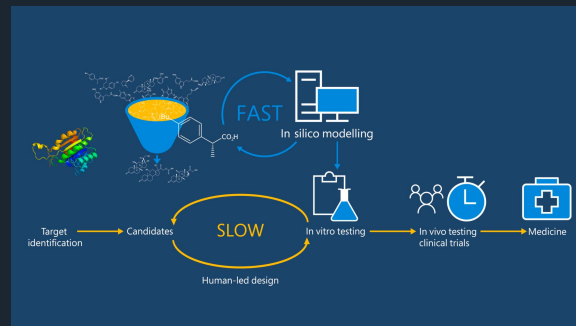 iBu
CO₂H
FAST
In silico modelling
Target
identification
Candidates
SLOW
In vitro testing
In vivo testing
clinical trials
Medicine
Human-led design